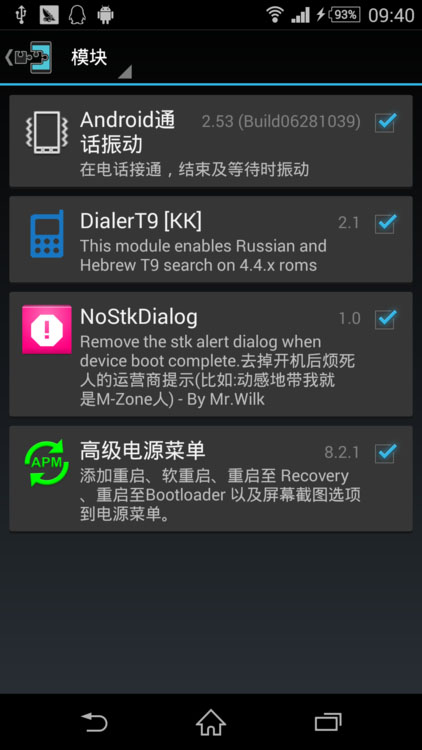 93% 09:40
模块
Android通 2.53 (Build06281039)
话振动
在电话接通，结束及等待时振动
DialerT9 [KK] 2.1
This module enables Russian and
Hebrew T9 search on 4.4.x roms
NoStkDialog 1.0
Remove the stk alert dialog when
device boot complete.去掉开机后烦死
人的运营商提示(比如:动感地带我就
是M-Zone人) - By Mr.Wilk
高级电源菜单 8.2.1
APM
添加重启、软重启、重启至 Recovery
、重启至Bootloader 以及屏幕截图选项
到电源菜单。